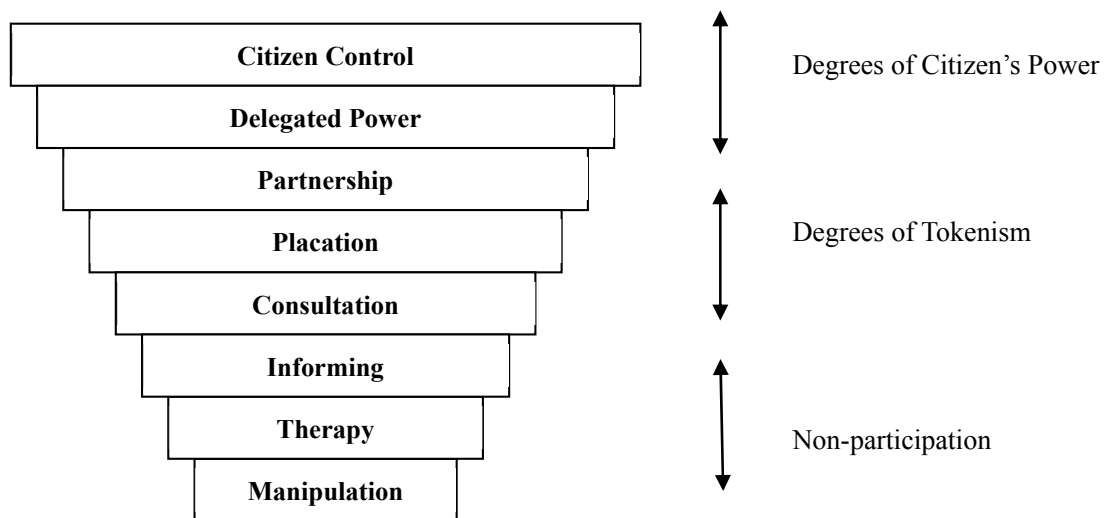 Citizen Control
Degrees of Citizen’s Power
Delegated Power
Partnership
Degrees of Tokenism
Placation
Consultation
Informing
Therapy
Non-participation
Manipulation